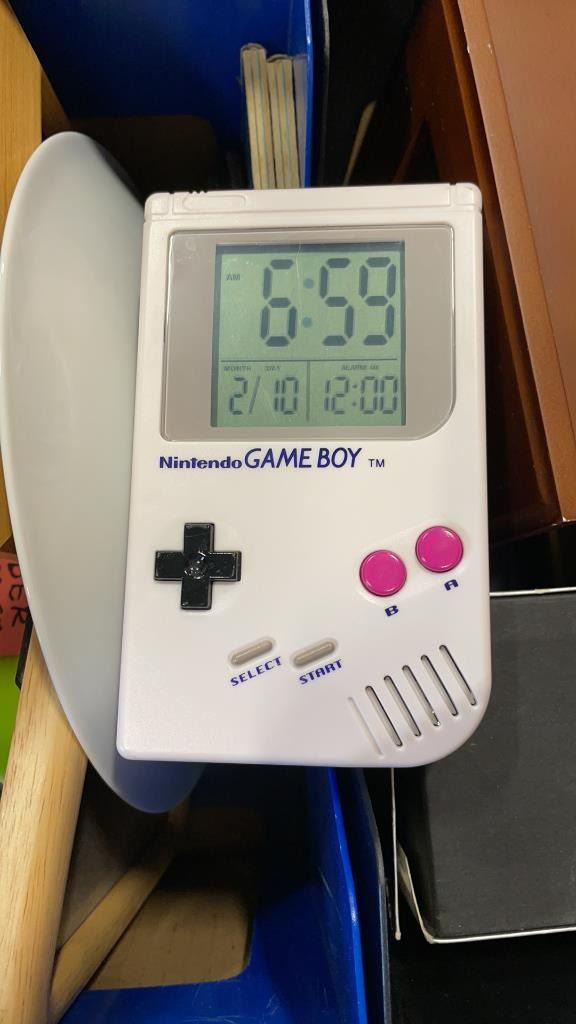 AM 6:59
MONTH DAY ALARM AM
2/10 12:00
Nintendo GAME BOY TM
B A
SELECT START